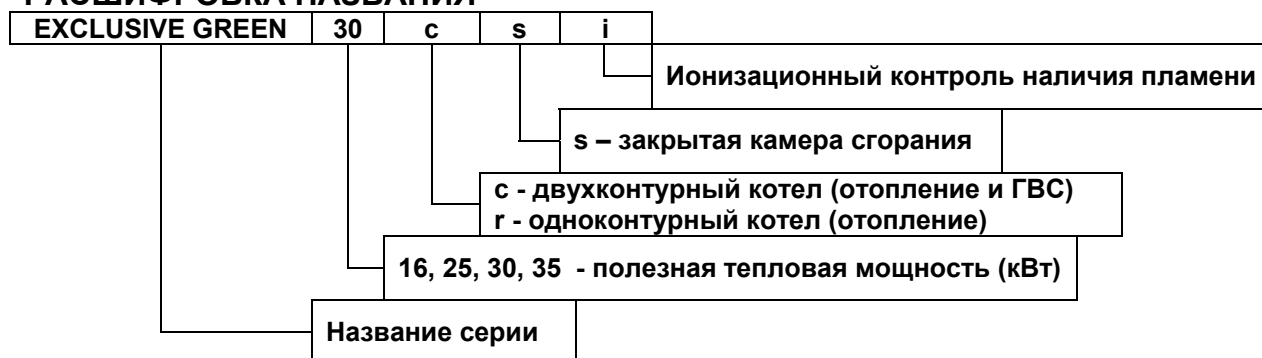 РАСШИФРОВКА НАЗВАНИЯ
EXCLUSIVE GREEN 30 c s i
Ионизационный контроль наличия пламени
s – закрытая камера сгорания
c - двухконтурный котел (отопление и ГВС)
r - одноконтурный котел (отопление)
16, 25, 30, 35 - полезная тепловая мощность (кВт)
Название серии